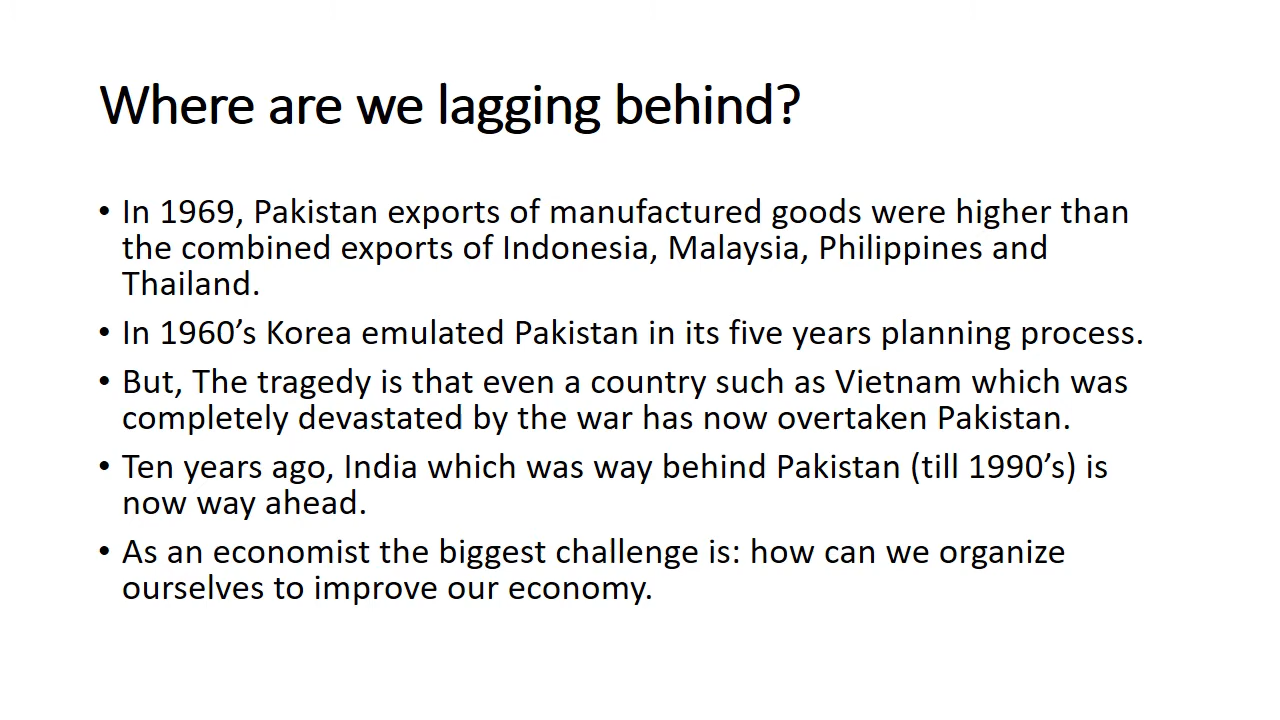 Where are we lagging behind?
• In 1969, Pakistan exports of manufactured goods were higher than
the combined exports of Indonesia, Malaysia, Philippines and
Thailand.
• In 1960’s Korea emulated Pakistan in its five years planning process.
• But, The tragedy is that even a country such as Vietnam which was
completely devastated by the war has now overtaken Pakistan.
• Ten years ago, India which was way behind Pakistan (till 1990’s) is
now way ahead.
• As an economist the biggest challenge is: how can we organize
ourselves to improve our economy.